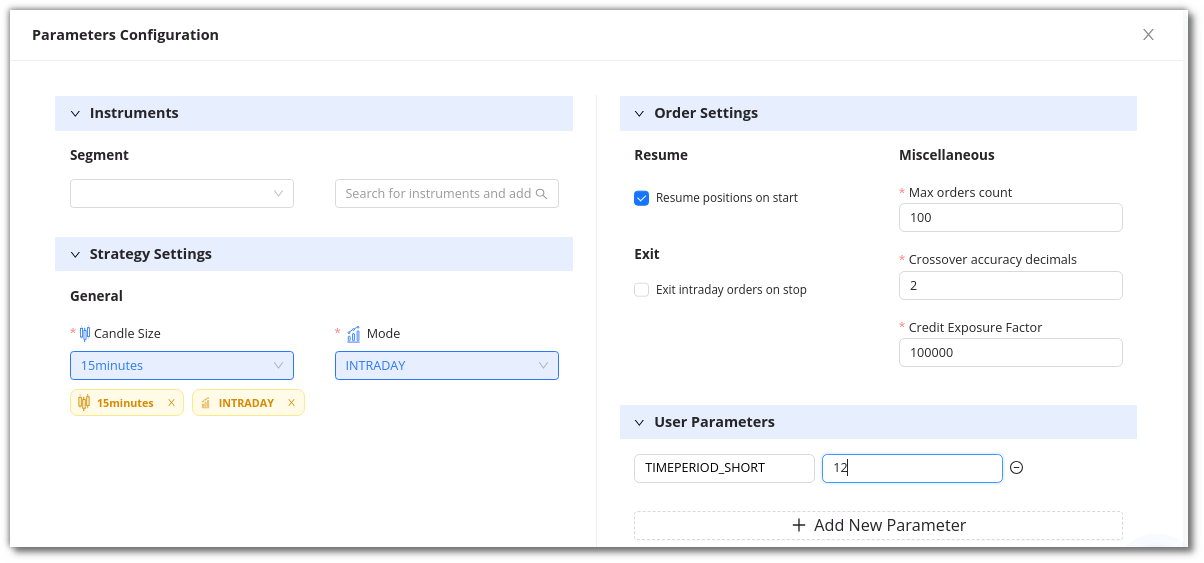 Parameters Configuration
Instruments
Segment
Search for instruments and add
Strategy Settings
General
* Candle Size
* Mode
15minutes
INTRADAY
15minutes ×
INTRADAY ×
Order Settings
Resume
Resume positions on start
Exit
Exit intraday orders on stop
Miscellaneous
* Max orders count
100
* Crossover accuracy decimals
2
* Credit Exposure Factor
100000
User Parameters
TIMEPERIOD_SHORT
12
+ Add New Parameter